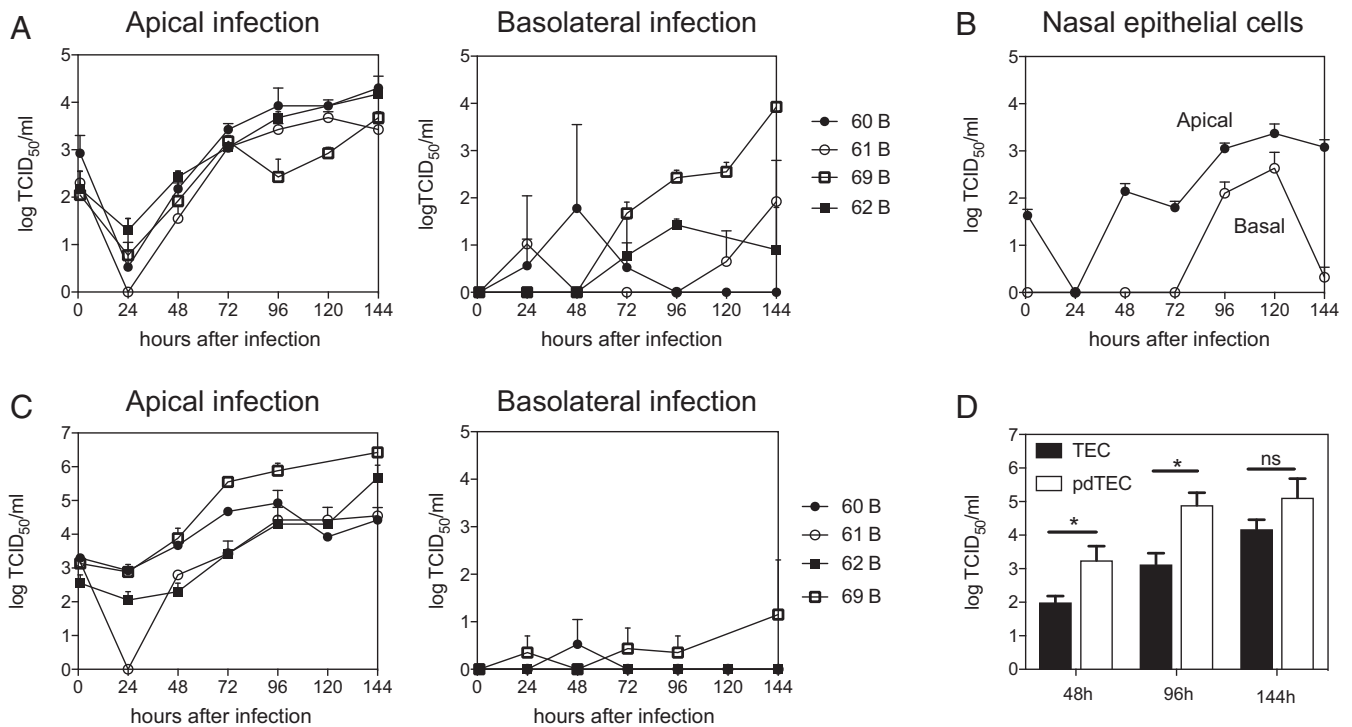 A
Apical infection
log TCID50/ml
5
4
3
2
1
0
0 24 48 72 96 120 144
hours after infection
Basolateral infection
logTCID50/ml
5
4
3
2
1
0
0 24 48 72 96 120 144
hours after infection
60 B
61 B
69 B
62 B
B
Nasal epithelial cells
log TCID50/ml
5
4
3
2
1
0
Apical
Basal
0 24 48 72 96 120 144
hours after infection
C
Apical infection
log TCID50/ml
7
6
5
4
3
2
1
0
0 24 48 72 96 120 144
hours after infection
Basolateral infection
log TCID50/ml
5
4
3
2
1
0
0 24 48 72 96 120 144
hours after infection
60 B
61 B
62 B
69 B
D
log TCID50/ml
7
6
5
4
3
2
1
0
TEC
pdTEC
* * ns
48h 96h 144h
hours after infection